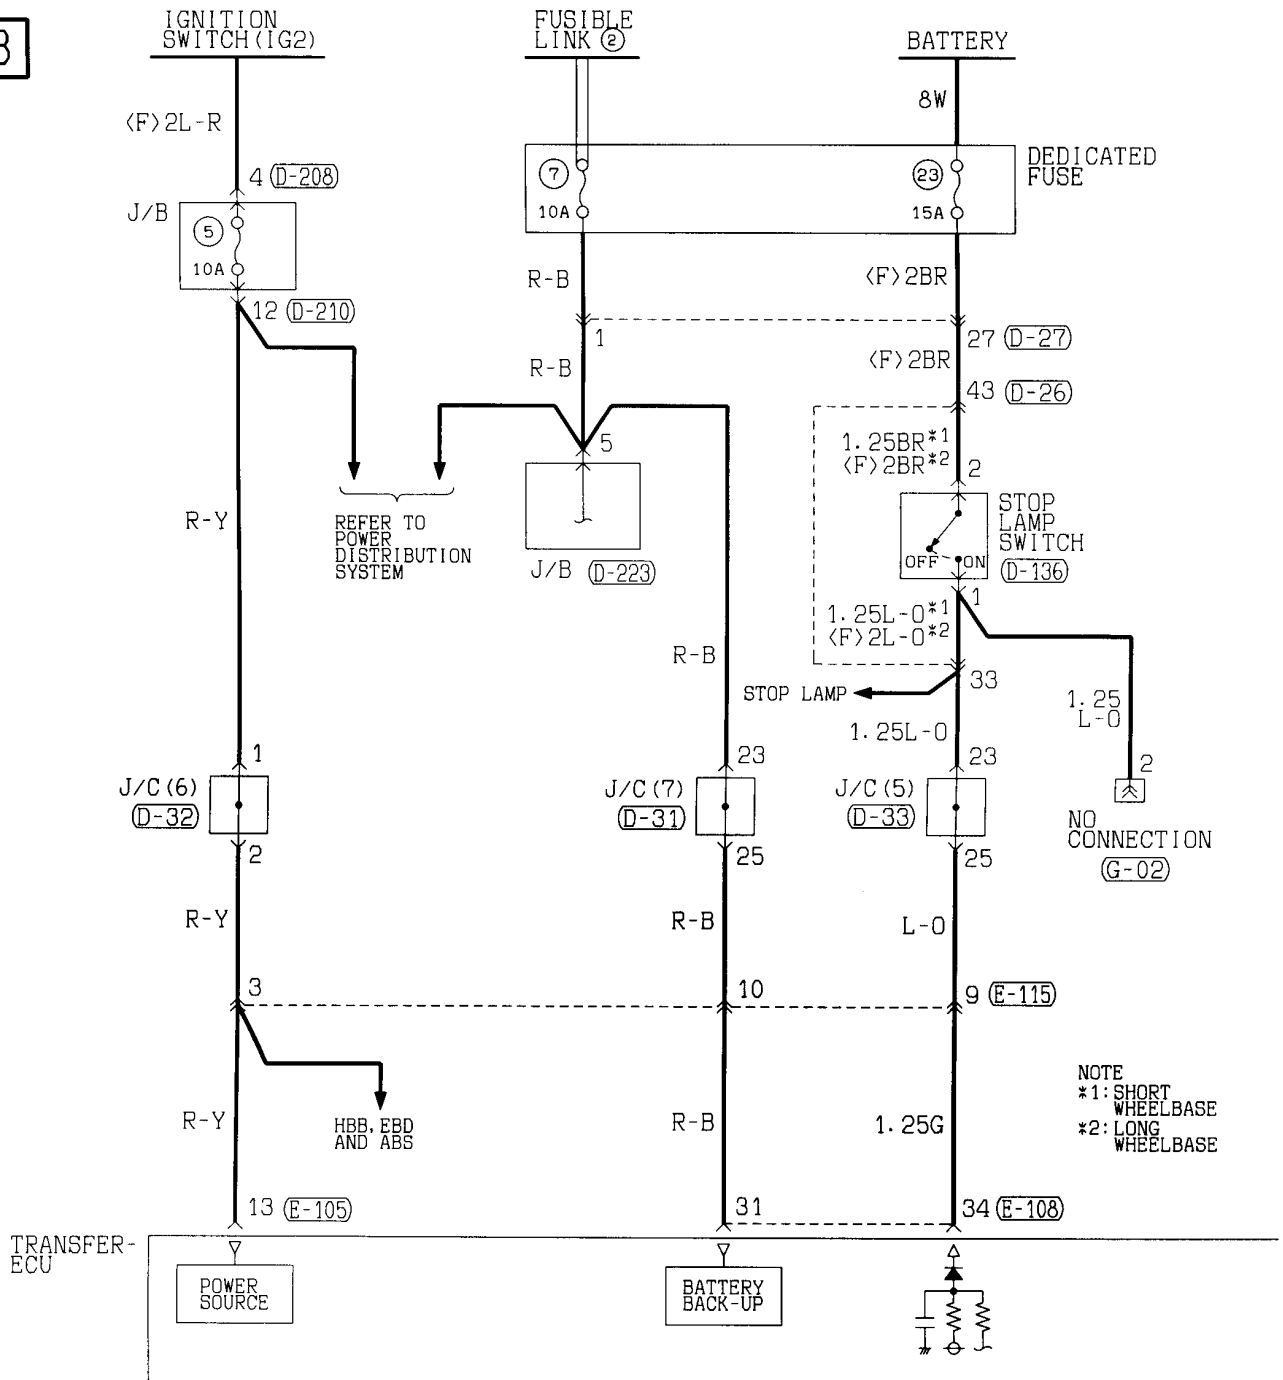 IGNITION
SWITCH(IG2)
FUSIBLE
LINK ②
BATTERY
8W
<F>2L-R
4 (D-208)
J/B
5
10A
7
10A
23
15A
DEDICATED
FUSE
R-B
<F>2BR
12 (D-210)
1
27 (D-27)
R-B
<F>2BR
43 (D-26)
5
1.25BR*1
<F>2BR*2
2
R-Y
REFER TO
POWER
DISTRIBUTION
SYSTEM
J/B (D-223)
STOP
LAMP
SWITCH
(D-136)
OFF ON
1
1.25L-O*1
<F>2L-O*2
R-B
33
STOP LAMP
1.25
L-O
1.25L-O
1
23
23
2
J/C(6)
(D-32)
J/C(7)
(D-31)
J/C(5)
(D-33)
NO
CONNECTION
(G-02)
2
25
25
R-Y
R-B
L-O
3
10
9 (E-115)
NOTE
*1:SHORT
WHEELBASE
*2:LONG
WHEELBASE
R-Y
HBB, EBD
AND ABS
R-B
1.25G
13 (E-105)
31
34 (E-108)
TRANSFER-
ECU
POWER
SOURCE
BATTERY
BACK-UP